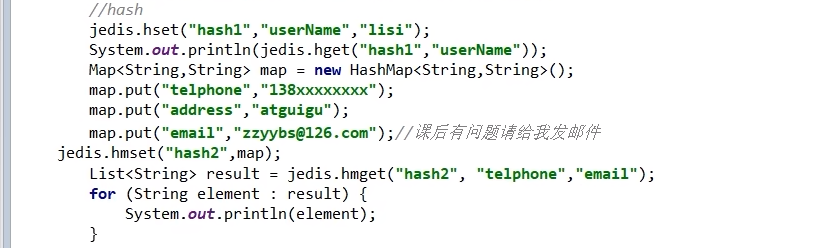 //hash
jedis.hset("hash1","userName","lisi");
System.out.println(jedis.hget("hash1","userName"));
Map<String,String> map = new HashMap<String,String>();
map.put("telphone","138xxxxxxxx");
map.put("address","atguigu");
map.put("email","zzyybs@126.com");//课后有问题请给我发邮件
jedis.hmset("hash2",map);
List<String> result = jedis.hmget("hash2", "telphone","email");
for (String element : result) {
System.out.println(element);
}